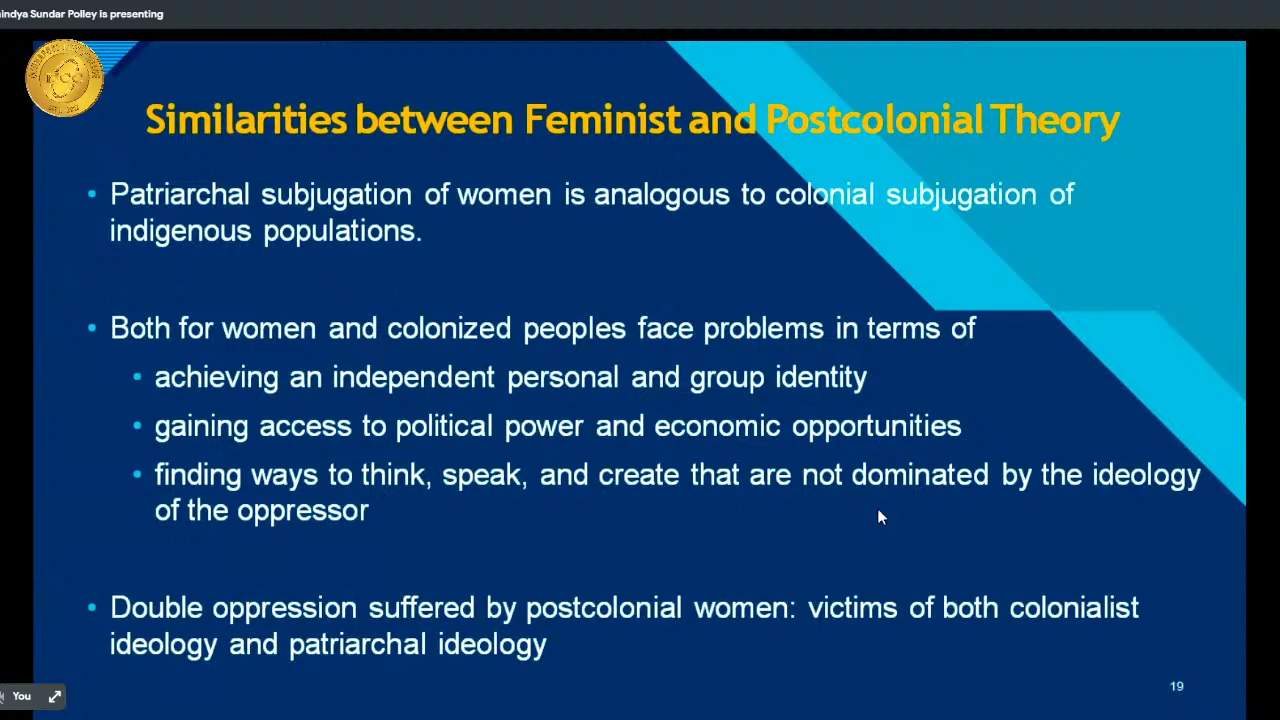 indya Sundar Polley is presenting
Similarities between Feminist and Postcolonial Theory
• Patriarchal subjugation of women is analogous to colonial subjugation of
indigenous populations.
• Both for women and colonized peoples face problems in terms of
• achieving an independent personal and group identity
• gaining access to political power and economic opportunities
• finding ways to think, speak, and create that are not dominated by the ideology
of the oppressor
• Double oppression suffered by postcolonial women: victims of both colonialist
ideology and patriarchal ideology
19
You